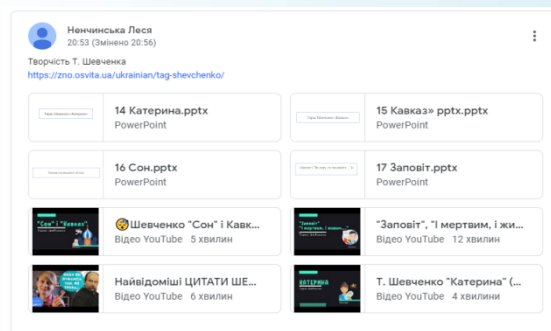 Ненчинська Леся
20:53 (Змінено 20:56)
Творчість Т. Шевченка
https://zno.osvita.ua/ukrainian/tag-shevchenko/
14 Катерина.pptx
PowerPoint
15 Кавказ» pptx.pptx
PowerPoint
16 Сон.pptx
PowerPoint
17 Заповіт.pptx
PowerPoint
"Сон" і "Кавказ"
😴Шевченко "Сон" і Кавк...
Відео YouTube 5 хвилин
"Заповіт",
"Заповіт", "І мертвим, і жи...
Відео YouTube 12 хвилин
Найвідоміші ЦИТАТИ ШЕ...
Відео YouTube 6 хвилин
КАТЕРИНА
Т. Шевченко "Катерина" (...
Відео YouTube 4 хвилини